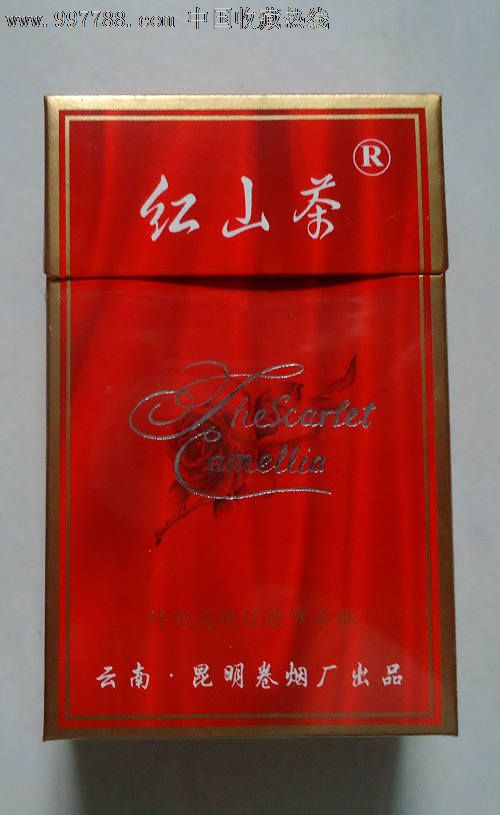 www.997788.com 中国收藏热线
红山茶®
The Scarlet
Camellia
云南·昆明卷烟厂出品